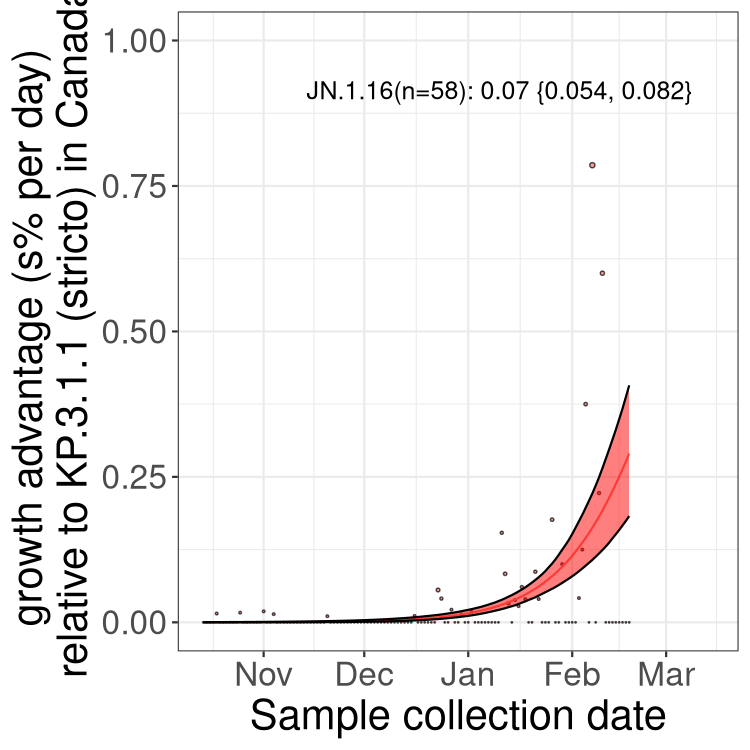 growth advantage (s% per day)
relative to KP.3.1.1 (stricto) in Canada
1.00
0.75
0.50
0.25
0.00
JN.1.16(n=58): 0.07 {0.054, 0.082}
Nov Dec Jan Feb Mar
Sample collection date